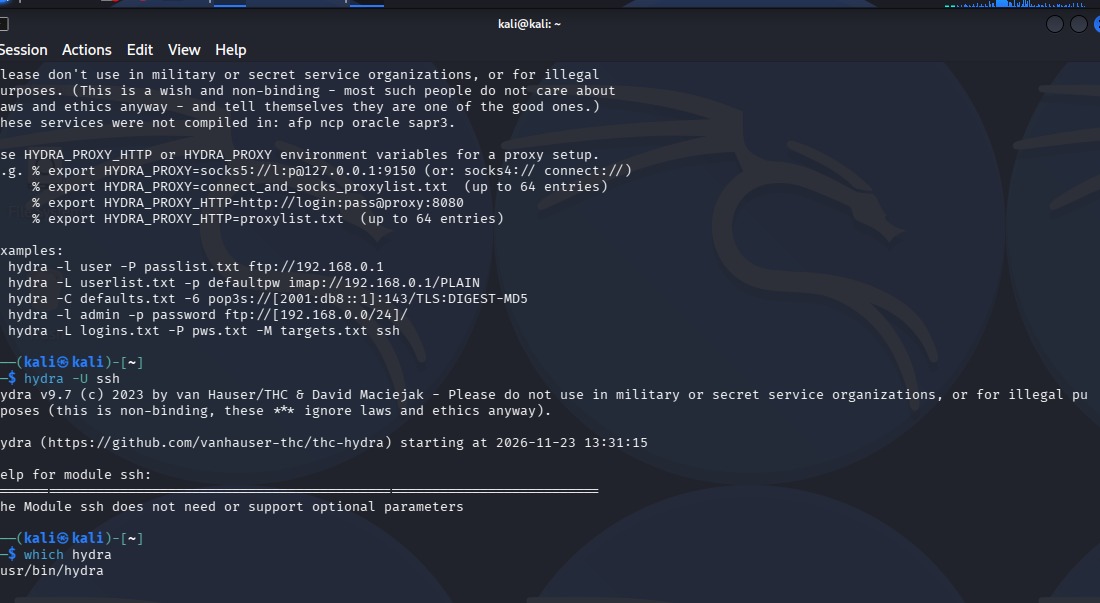 kali@kali: ~
Session Actions Edit View Help
lease don't use in military or secret service organizations, or for illegal
urposes. (This is a wish and non-binding - most such people do not care about
aws and ethics anyway - and tell themselves they are one of the good ones.)
hese services were not compiled in: afp ncp oracle sapr3.
se HYDRA_PROXY_HTTP or HYDRA_PROXY environment variables for a proxy setup.
.g. % export HYDRA_PROXY=socks5://l:p@127.0.0.1:9150 (or: socks4:// connect://)
% export HYDRA_PROXY=connect_and_socks_proxylist.txt (up to 64 entries)
% export HYDRA_PROXY_HTTP=http://login:pass@proxy:8080
% export HYDRA_PROXY_HTTP=proxylist.txt (up to 64 entries)
xamples:
hydra -l user -P passlist.txt ftp://192.168.0.1
hydra -L userlist.txt -p defaultpw imap://192.168.0.1/PLAIN
hydra -C defaults.txt -6 pop3s://[2001:db8::1]:143/TLS:DIGEST-MD5
hydra -l admin -p password ftp://[192.168.0.0/24]/
hydra -L logins.txt -P pws.txt -M targets.txt ssh
──(kali㉿kali)-[~]
─$ hydra -U ssh
ydra v9.7 (c) 2023 by van Hauser/THC & David Maciejak - Please do not use in military or secret service organizations, or for illegal pu
poses (this is non-binding, these *** ignore laws and ethics anyway).
ydra (https://github.com/vanhauser-thc/thc-hydra) starting at 2026-11-23 13:31:15
elp for module ssh:
============================================================================
he Module ssh does not need or support optional parameters
──(kali㉿kali)-[~]
─$ which hydra
usr/bin/hydra